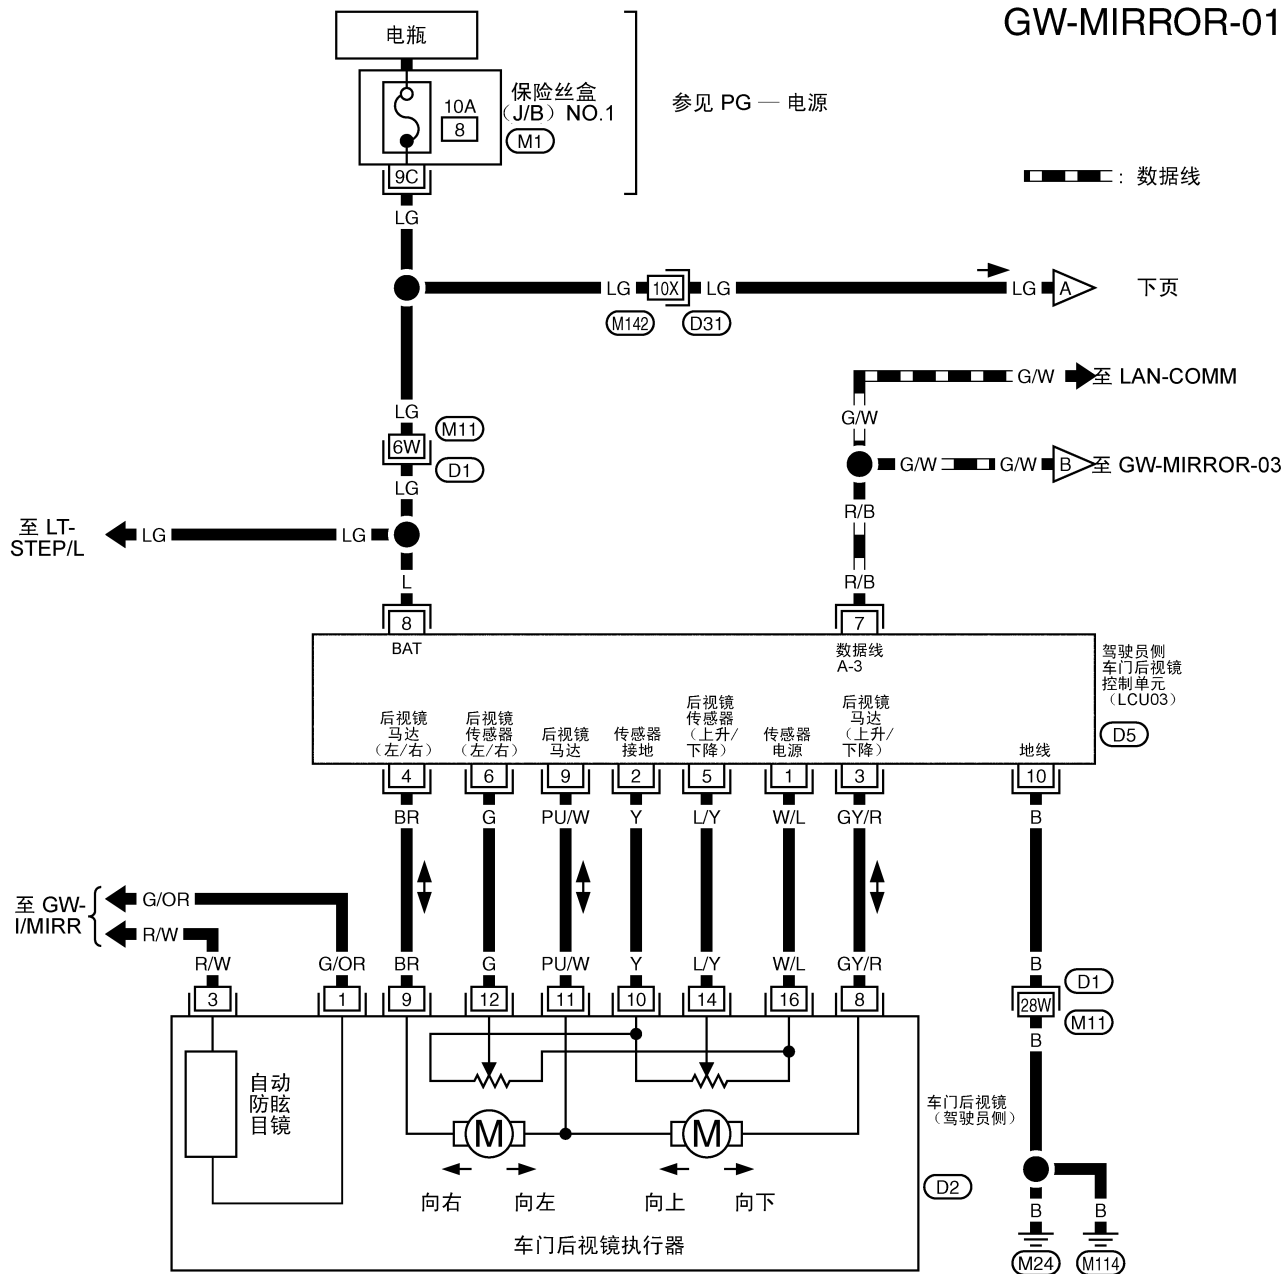 GW-MIRROR-01
电瓶
10A
8
保险丝盒
（J/B）NO.1
M1
参见 PG — 电源
9C
：数据线
LG
LG
10X
LG
LG
A
下页
M142
D31
G/W
至 LAN-COMM
LG
G/W
M11
6W
D1
G/W
G/W
B
至 GW-MIRROR-03
LG
R/B
至 LT-
STEP/L
LG
LG
L
R/B
8
7
BAT
数据线
A-3
驾驶员侧
车门后视镜
控制单元
（LCU03）
D5
后视镜
马达
（左/右）
后视镜
传感器
（左/右）
后视镜
马达
传感器
接地
后视镜
传感器
（上升/
下降）
传感器
电源
后视镜
马达
（上升/
下降）
地线
4
6
9
2
5
1
3
10
BR
G
PU/W
Y
L/Y
W/L
GY/R
B
至 GW-
I/MIRR
G/OR
R/W
R/W
G/OR
BR
G
PU/W
Y
L/Y
W/L
GY/R
B
3
1
9
12
11
10
14
16
8
D1
28W
M11
B
自动
防眩
目镜
M
M
车门后视镜
（驾驶员侧）
D2
向右
向左
向上
向下
B
B
车门后视镜执行器
M24
M114